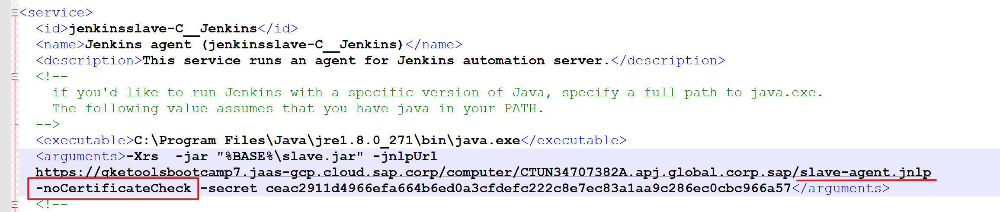 <service>
<id>jenkinsslave-C__Jenkins</id>
<name>Jenkins agent (jenkinsslave-C__Jenkins)</name>
<description>This service runs an agent for Jenkins automation server.</description>
<!--
if you'd like to run Jenkins with a specific version of Java, specify a full path to java.exe.
The following value assumes that you have java in your PATH.
-->
<executable>C:\Program Files\Java\jre1.8.0_271\bin\java.exe</executable>
<arguments>-Xrs  -jar "%BASE%\slave.jar" -jnlpUrl
https://gketoolsbootcamp7.jaas-gcp.cloud.sap.corp/computer/CTUN34707382A.apj.global.corp.sap/slave-agent.jnlp
-noCertificateCheck -secret ceac2911d4966efa664b6ed0a3cfdefc222c8e7ec83a1aa9c286ec0cbc966a57</arguments>
<!--